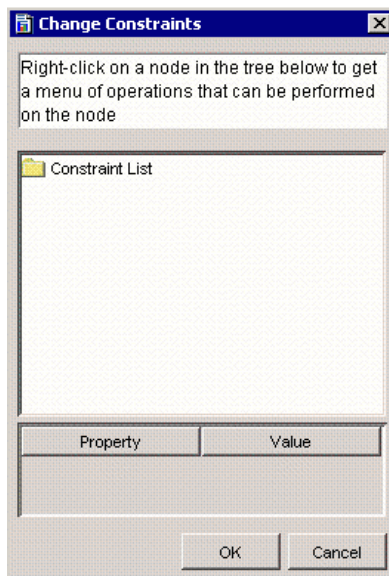 Change Constraints
Right-click on a node in the tree below to get
a menu of operations that can be performed
on the node
Constraint List
Property Value
OK Cancel